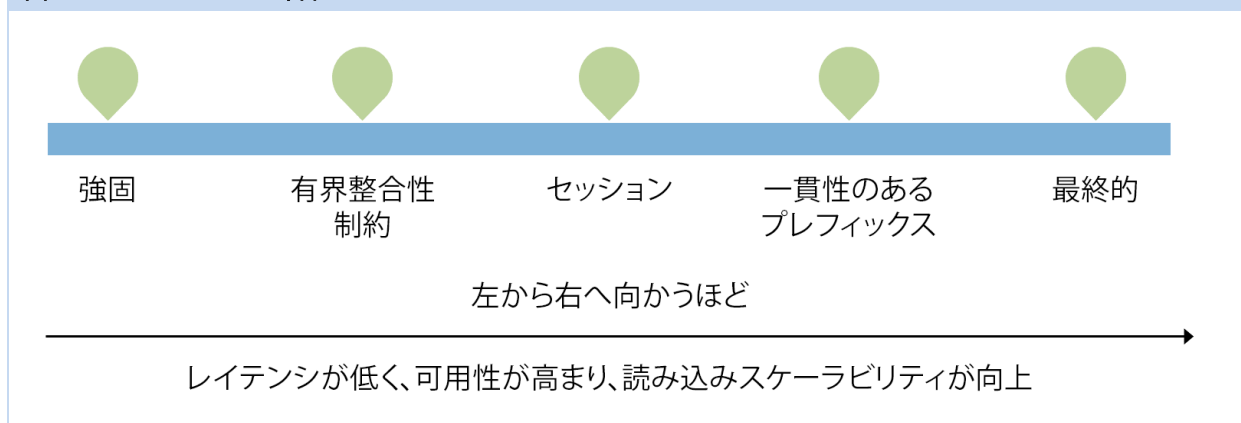 強固
有界整合性
制約
セッション
一貫性のある
プレフィックス
最終的
左から右へ向かうほど
レイテンシが低く、可用性が高まり、読み込みスケーラビリティが向上